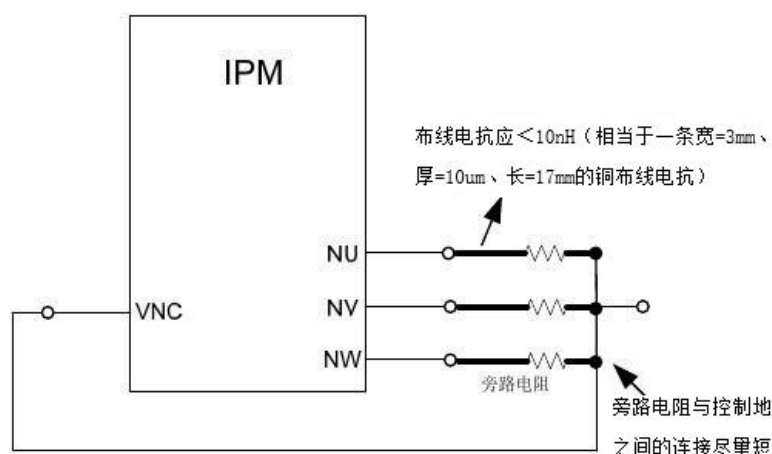 IPM
布线电抗应<10nH（相当于一条宽=3mm、
厚=10um、长=17mm的铜布线电抗）
NU
VNC
NV
NW
旁路电阻
旁路电阻与控制地
之间的连接尽量短